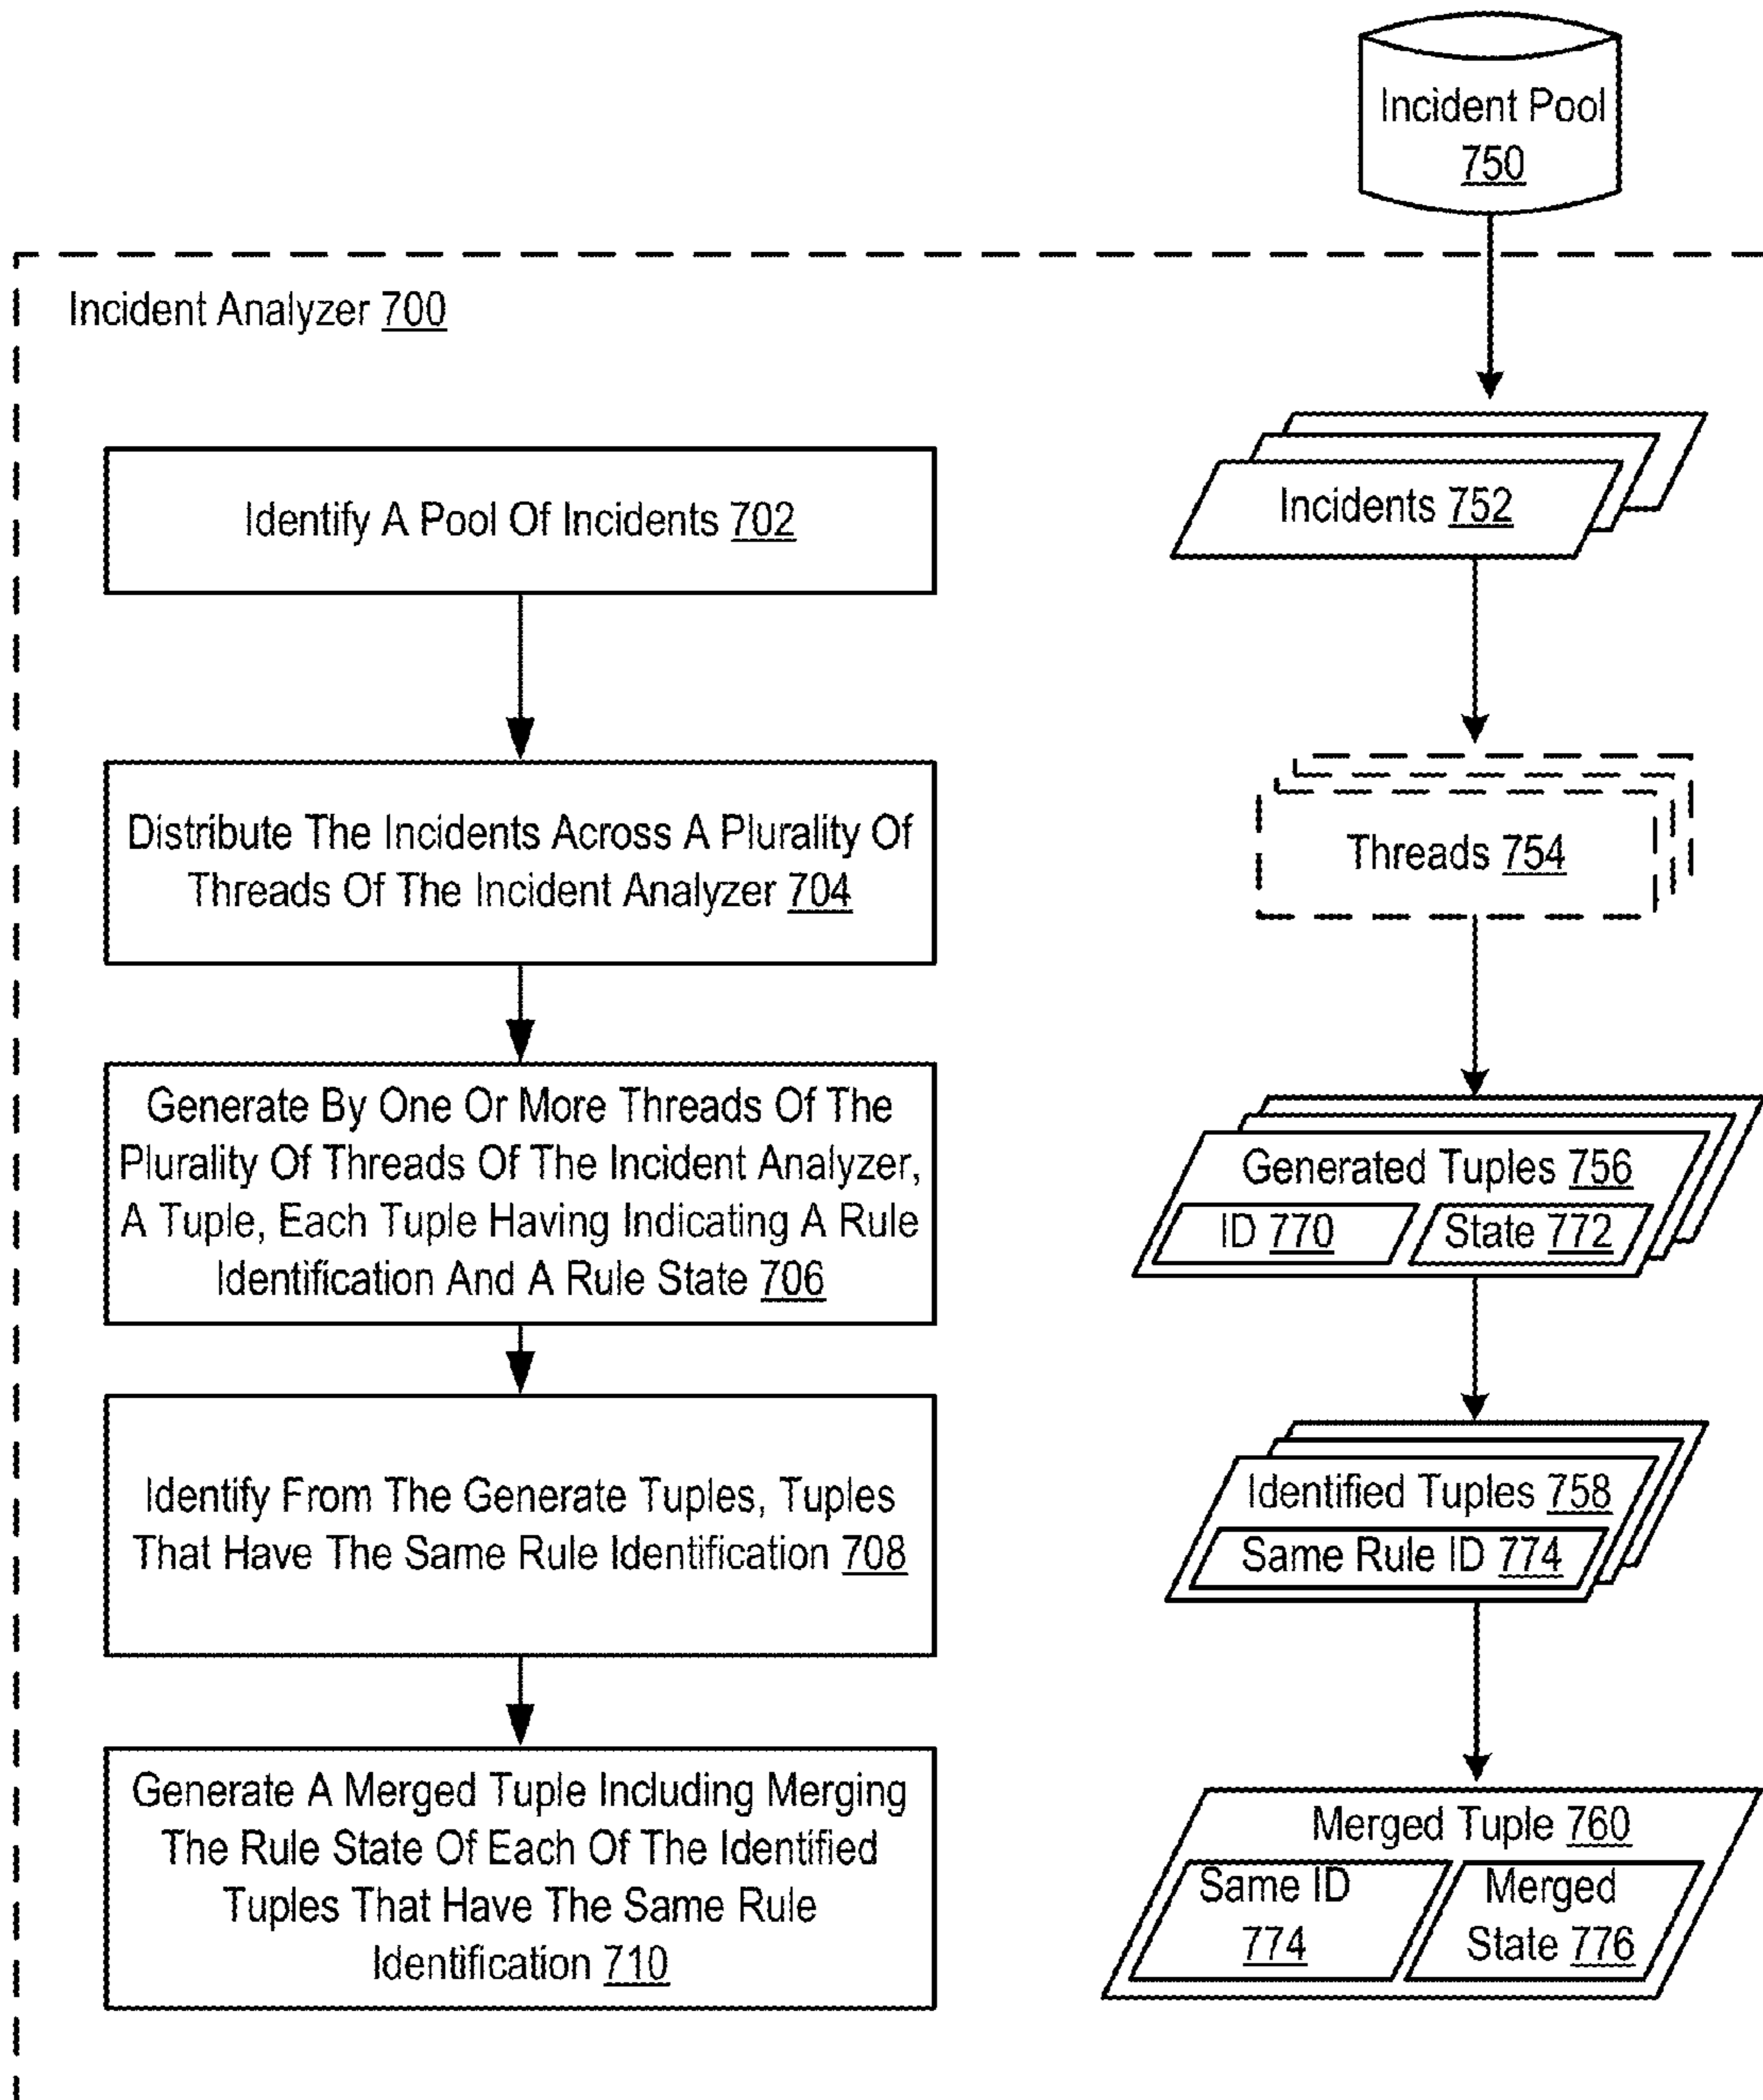 Incident Pool
750
Incident Analyzer 700
Identify A Pool Of Incidents 702
Distribute The Incidents Across A Plurality Of
Threads Of The Incident Analyzer 704
Generate By One Or More Threads Of The
Plurality Of Threads Of The Incident Analyzer,
A Tuple, Each Tuple Having Indicating A Rule
Identification And A Rule State 706
Identify From The Generate Tuples, Tuples
That Have The Same Rule Identification 708
Generate A Merged Tuple Including Merging
The Rule State Of Each Of The Identified
Tuples That Have The Same Rule
Identification 710
Incidents 752
Threads 754
Generated Tuples 756
ID 770
State 772
Identified Tuples 758
Same Rule ID 774
Merged Tuple 760
Same ID
774
Merged
State 776